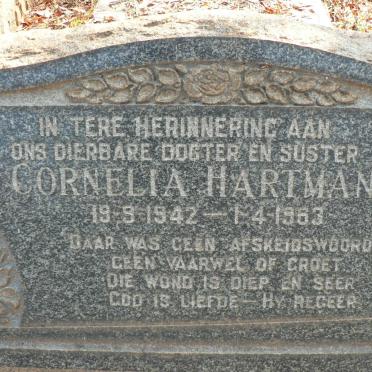 IN TERE HERINNERING AAN
ONS DIERBARE DOGTER EN SUSTER
CORNELIA HARTMAN
19-9-1942 — 1-4-1963
DAAR WAS GEEN AFSKEIDSWOORD
GEEN VAARWEL OF GROET
DIE WOND IS DIEP EN SEER
GOD IS LIEFDE – HY REGEER